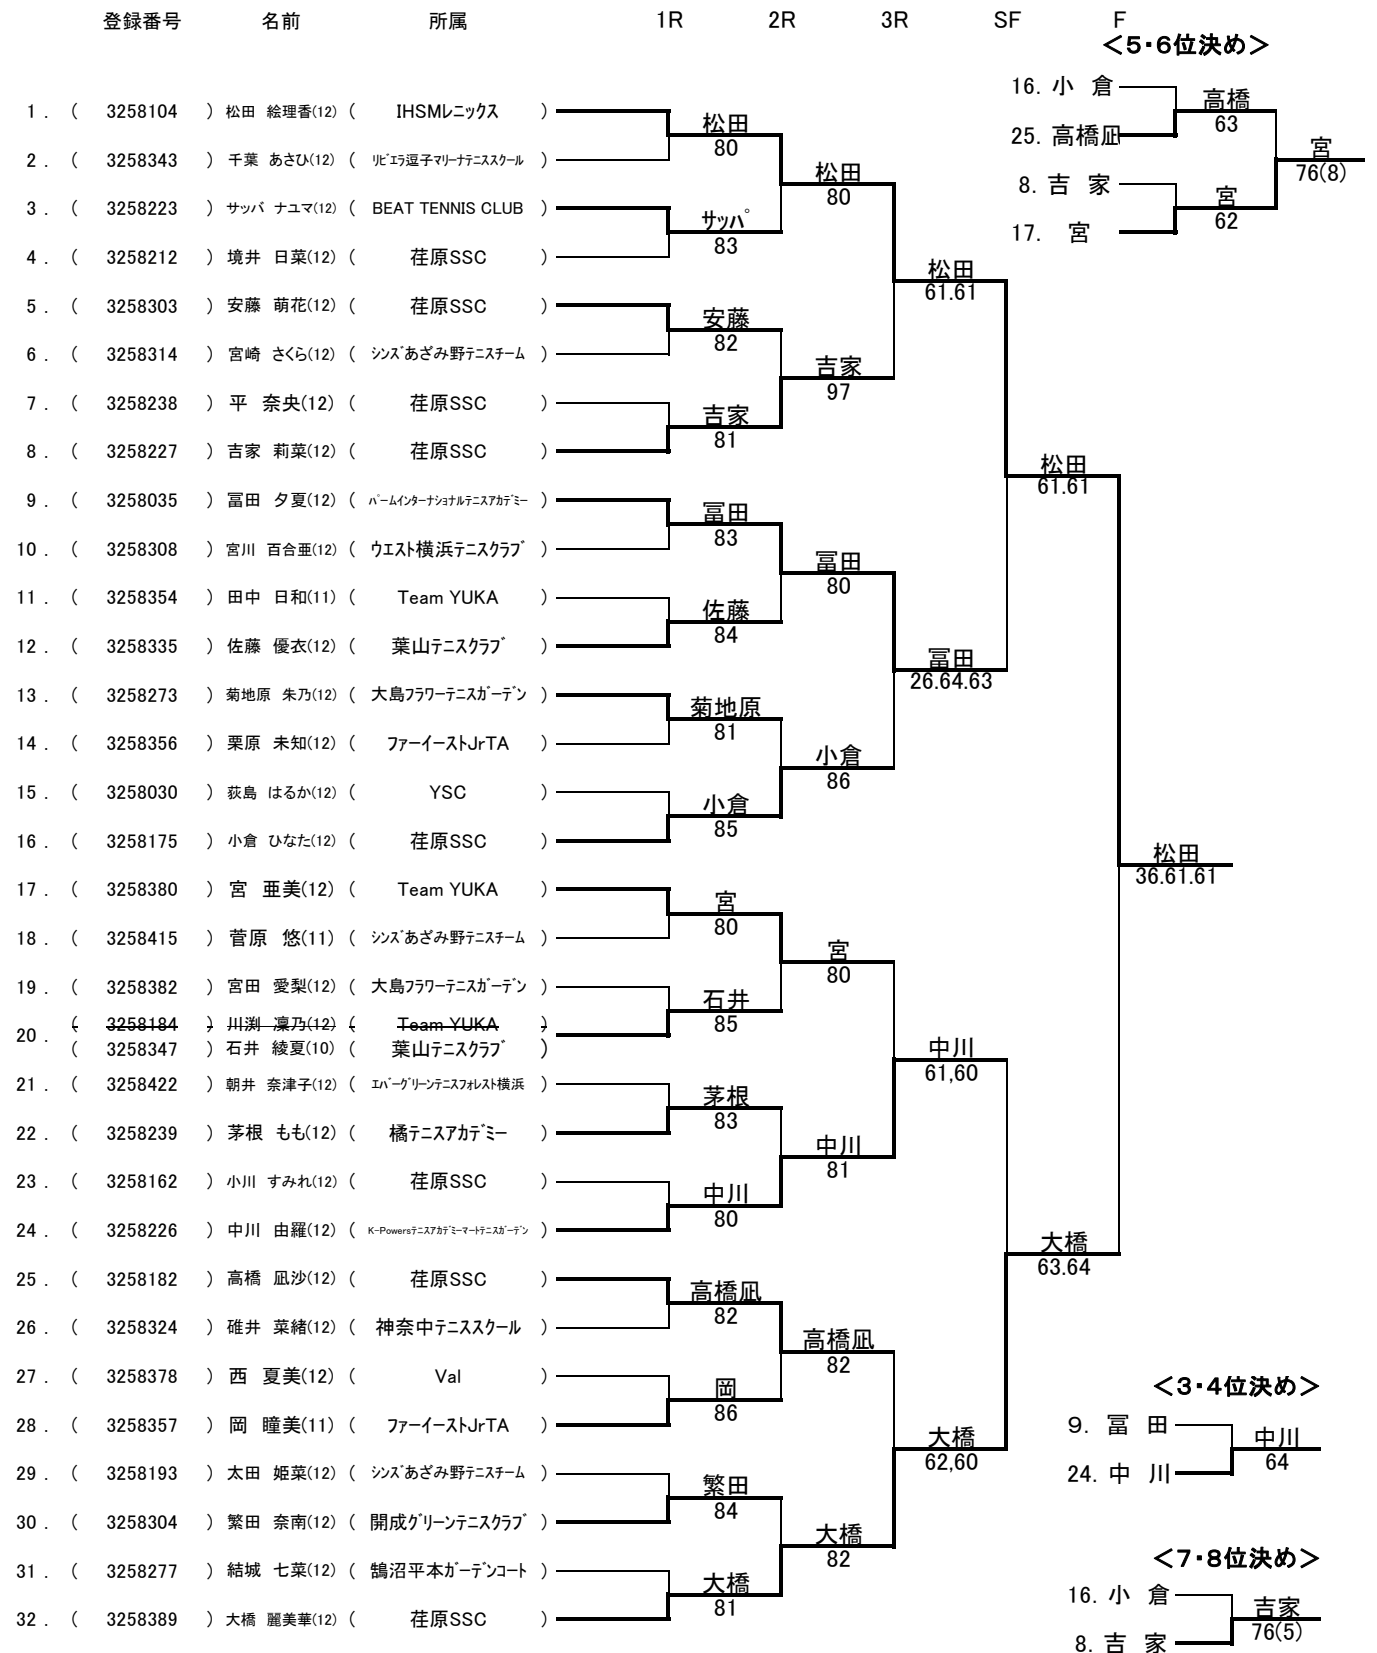 登録番号 名前 所属 1R 2R 3R SF F
＜5・6位決め＞
16. 小 倉
高橋
63
25. 高橋凪
宮
76(8)
8. 吉 家
宮
62
17. 宮
1 . ( 3258104 ) 松田 絵理香(12) ( IHSMレニックス )
松田
80
2 . ( 3258343 ) 千葉 あさひ(12) ( リビエラ逗子マリーナテニススクール )
松田
80
3 . ( 3258223 ) サッパ ナユマ(12) ( BEAT TENNIS CLUB )
サッパ
83
4 . ( 3258212 ) 境井 日菜(12) ( 荏原SSC )
松田
61.61
5 . ( 3258303 ) 安藤 萌花(12) ( 荏原SSC )
安藤
82
6 . ( 3258314 ) 宮崎 さくら(12) ( シンズあざみ野テニスチーム )
吉家
97
7 . ( 3258238 ) 平 奈央(12) ( 荏原SSC )
吉家
81
8 . ( 3258227 ) 吉家 莉菜(12) ( 荏原SSC )
松田
61.61
9 . ( 3258035 ) 冨田 夕夏(12) ( パームインターナショナルテニスアカデミー )
冨田
83
10 . ( 3258308 ) 宮川 百合亜(12) ( ウエスト横浜テニスクラブ )
冨田
80
11 . ( 3258354 ) 田中 日和(11) ( Team YUKA )
佐藤
84
12 . ( 3258335 ) 佐藤 優衣(12) ( 葉山テニスクラブ )
冨田
26.64.63
13 . ( 3258273 ) 菊地原 朱乃(12) ( 大島フラワーテニスガーデン )
菊地原
81
14 . ( 3258356 ) 栗原 未知(12) ( ファーイーストJrTA )
小倉
86
15 . ( 3258030 ) 荻島 はるか(12) ( YSC )
小倉
85
16 . ( 3258175 ) 小倉 ひなた(12) ( 荏原SSC )
松田
36.61.61
17 . ( 3258380 ) 宮 亜美(12) ( Team YUKA )
宮
80
18 . ( 3258415 ) 菅原 悠(11) ( シンズあざみ野テニスチーム )
宮
80
19 . ( 3258382 ) 宮田 愛梨(12) ( 大島フラワーテニスガーデン )
石井
85
( 3258184 ) 川渕 凜乃(12) ( Team YUKA )
20 .
( 3258347 ) 石井 綾夏(10) ( 葉山テニスクラブ )
中川
61,60
21 . ( 3258422 ) 朝井 奈津子(12) ( エバーグリーンテニスフォレスト横浜 )
茅根
83
22 . ( 3258239 ) 茅根 もも(12) ( 橘テニスアカデミー )
中川
81
23 . ( 3258162 ) 小川 すみれ(12) ( 荏原SSC )
中川
80
24 . ( 3258226 ) 中川 由羅(12) ( K-Powersテニスアカデミーマートテニスガーデン )
大橋
63.64
25 . ( 3258182 ) 高橋 凪沙(12) ( 荏原SSC )
高橋凪
82
26 . ( 3258324 ) 碓井 菜緒(12) ( 神奈中テニススクール )
高橋凪
82
27 . ( 3258378 ) 西 夏美(12) ( Val )
岡
86
28 . ( 3258357 ) 岡 瞳美(11) ( ファーイーストJrTA )
大橋
62,60
29 . ( 3258193 ) 太田 姫菜(12) ( シンズあざみ野テニスチーム )
繁田
84
30 . ( 3258304 ) 繁田 奈南(12) ( 開成グリーンテニスクラブ )
大橋
82
31 . ( 3258277 ) 結城 七菜(12) ( 鵠沼平本ガーデンコート )
大橋
81
32 . ( 3258389 ) 大橋 麗美華(12) ( 荏原SSC )
＜3・4位決め＞
9. 冨 田
中川
64
24. 中 川
＜7・8位決め＞
16. 小 倉
吉家
76(5)
8. 吉 家